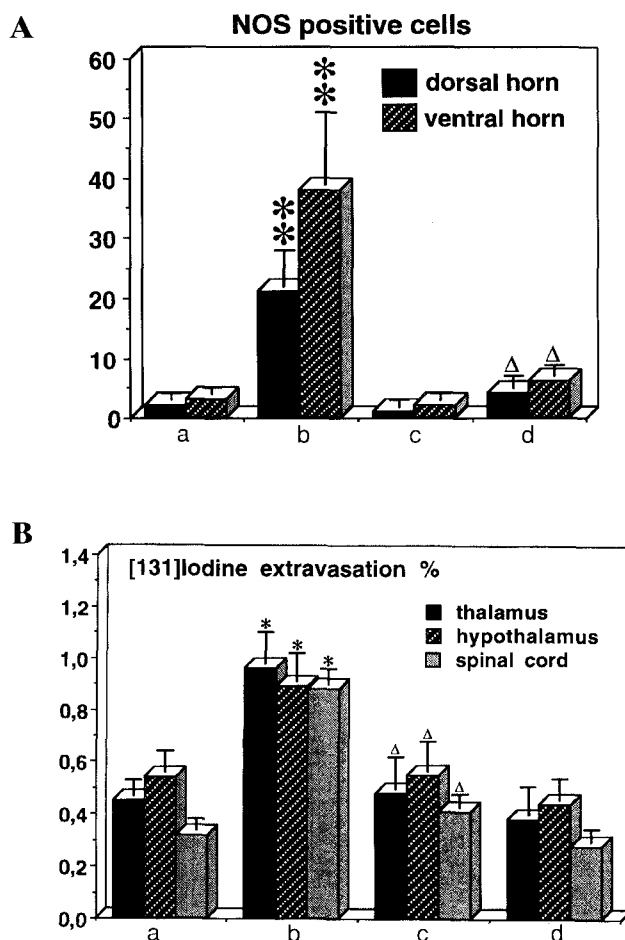 A
NOS positive cells
60
50
40
30
20
10
0
dorsal horn
ventral horn
**
**
Δ Δ
a b c d
B
[131]Iodine extravasation %
1,4
1,2
1,0
0,8
0,6
0,4
0,2
0,0
thalamus
hypothalamus
spinal cord
* * *
Δ Δ Δ
a b c d